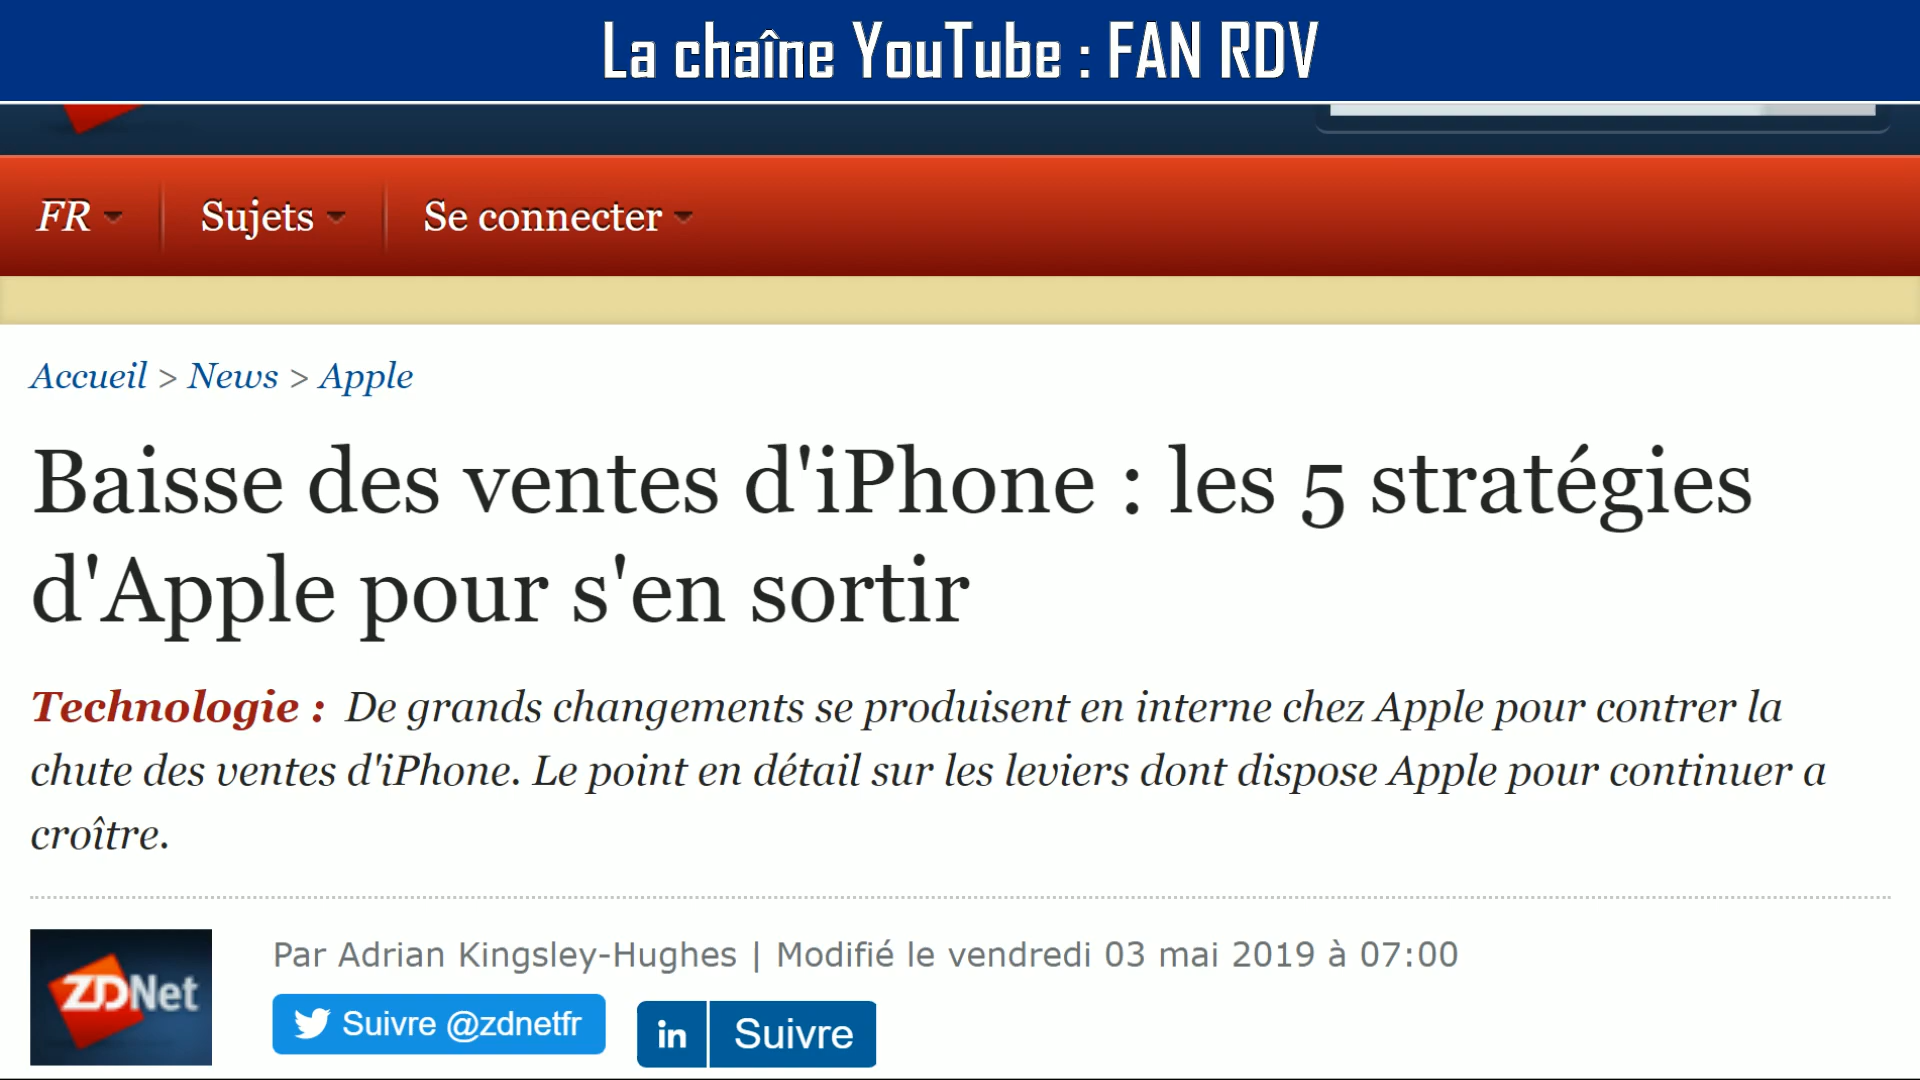 La chaîne YouTube : FAN RDV
FR
Sujets
Se connecter
Accueil > News > Apple
Baisse des ventes d'iPhone : les 5 stratégies
d'Apple pour s'en sortir
Technologie : De grands changements se produisent en interne chez Apple pour contrer la
chute des ventes d'iPhone. Le point en détail sur les leviers dont dispose Apple pour continuer a
croître.
ZDNet
Par Adrian Kingsley-Hughes | Modifié le vendredi 03 mai 2019 à 07:00
Suivre @zdnetfr
in Suivre